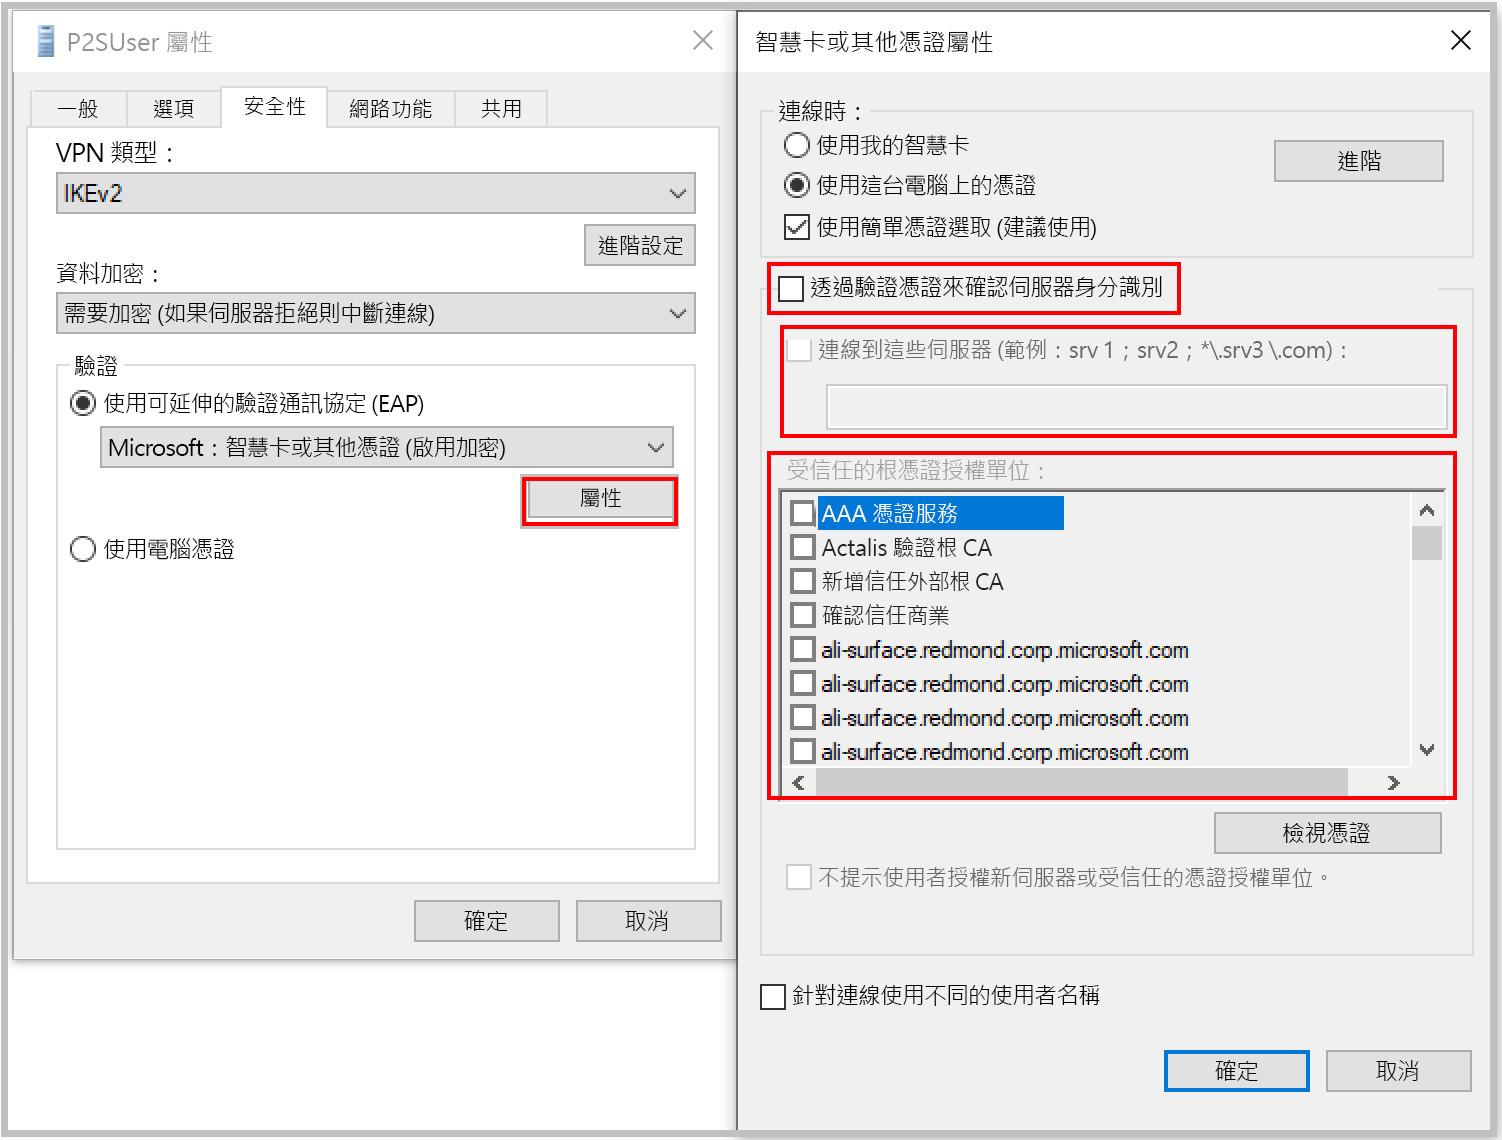 P2SUser 屬性
一般
選項
安全性
網路功能
共用
VPN 類型：
IKEv2
進階設定
資料加密：
需要加密 (如果伺服器拒絕則中斷連線)
驗證
使用可延伸的驗證通訊協定 (EAP)
Microsoft：智慧卡或其他憑證 (啟用加密)
屬性
使用電腦憑證
確定
取消
智慧卡或其他憑證屬性
連線時：
使用我的智慧卡
進階
使用這台電腦上的憑證
使用簡單憑證選取 (建議使用)
透過驗證憑證來確認伺服器身分識別
連線到這些伺服器 (範例：srv 1；srv2；*\.srv3 \.com)：
受信任的根憑證授權單位：
AAA 憑證服務
Actalis 驗證根 CA
新增信任外部根 CA
確認信任商業
ali-surface.redmond.corp.microsoft.com
ali-surface.redmond.corp.microsoft.com
ali-surface.redmond.corp.microsoft.com
ali-surface.redmond.corp.microsoft.com
檢視憑證
不提示使用者授權新伺服器或受信任的憑證授權單位。
針對連線使用不同的使用者名稱
確定
取消